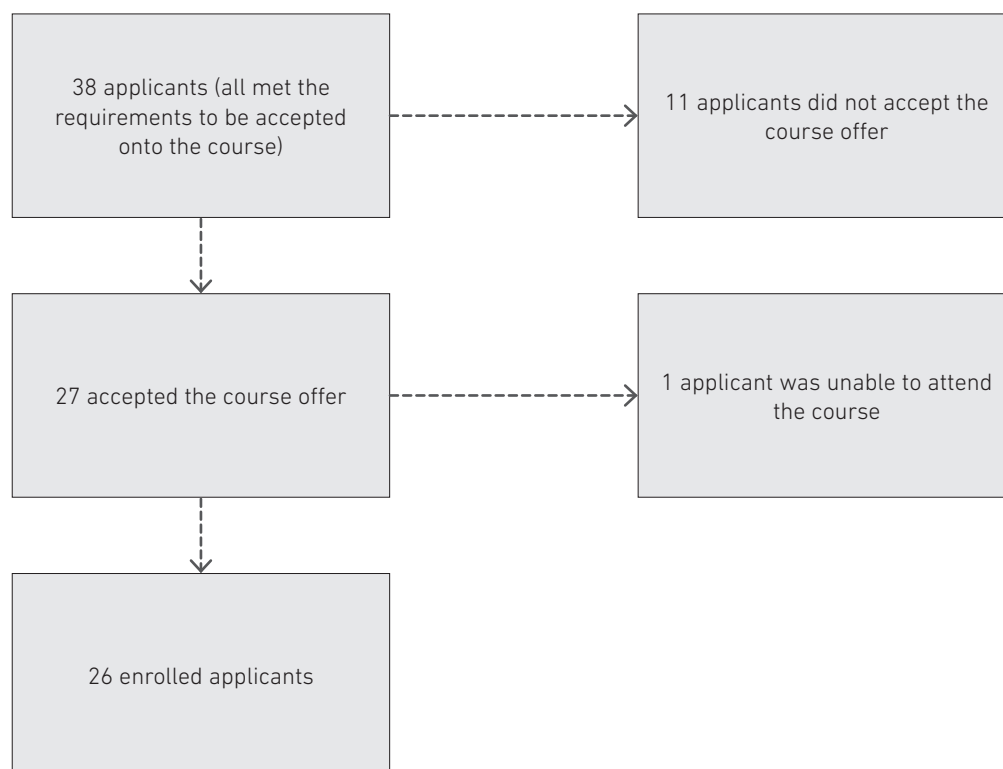 38 applicants (all met the
requirements to be accepted
onto the course)
11 applicants did not accept the
course offer
27 accepted the course offer
1 applicant was unable to attend
the course
26 enrolled applicants